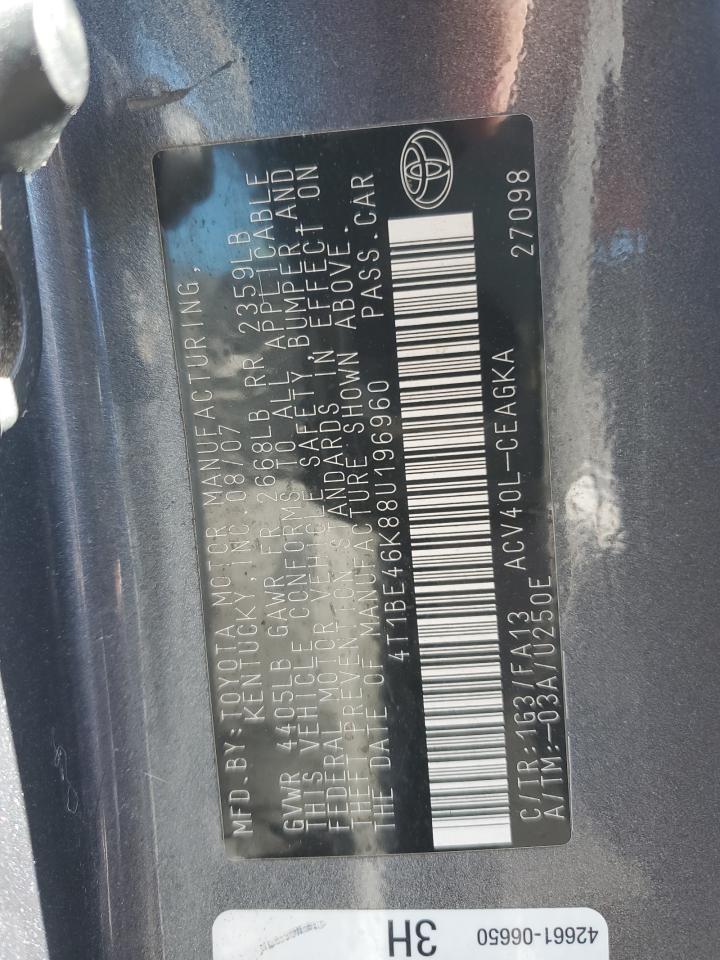 MFD.BY:TOYOTA MOTOR MANUFACTURING,
KENTUCKY,INC.08/07
GVWR 4405LB GAWR FR 2668LB RR 2359LB
THIS VEHICLE CONFORMS TO ALL APPLICABLE
FEDERAL MOTOR VEHICLE SAFETY, BUMPER,AND
THEFT PREVENTION STANDARDS IN EFFECT ON
THE DATE OF MANUFACTURE SHOWN ABOVE.
4T1BE46K88U196960 PASS.CAR
C/TR:1G3/FA13 ACV40L-CEAGKA 27098
A/TM:-03A/U250E
3H
42661-06650